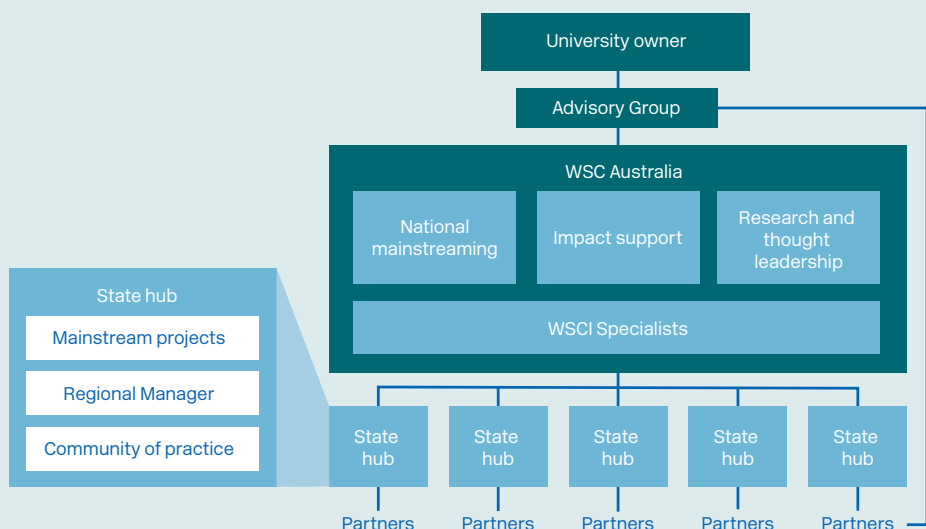 University owner
Advisory Group
WSC Australia
National
mainstreaming
Impact support
Research and
thought
leadership
WSCI Specialists
State hub
Mainstream projects
Regional Manager
Community of practice
State
hub
State
hub
State
hub
State
hub
State
hub
Partners
Partners
Partners
Partners
Partners